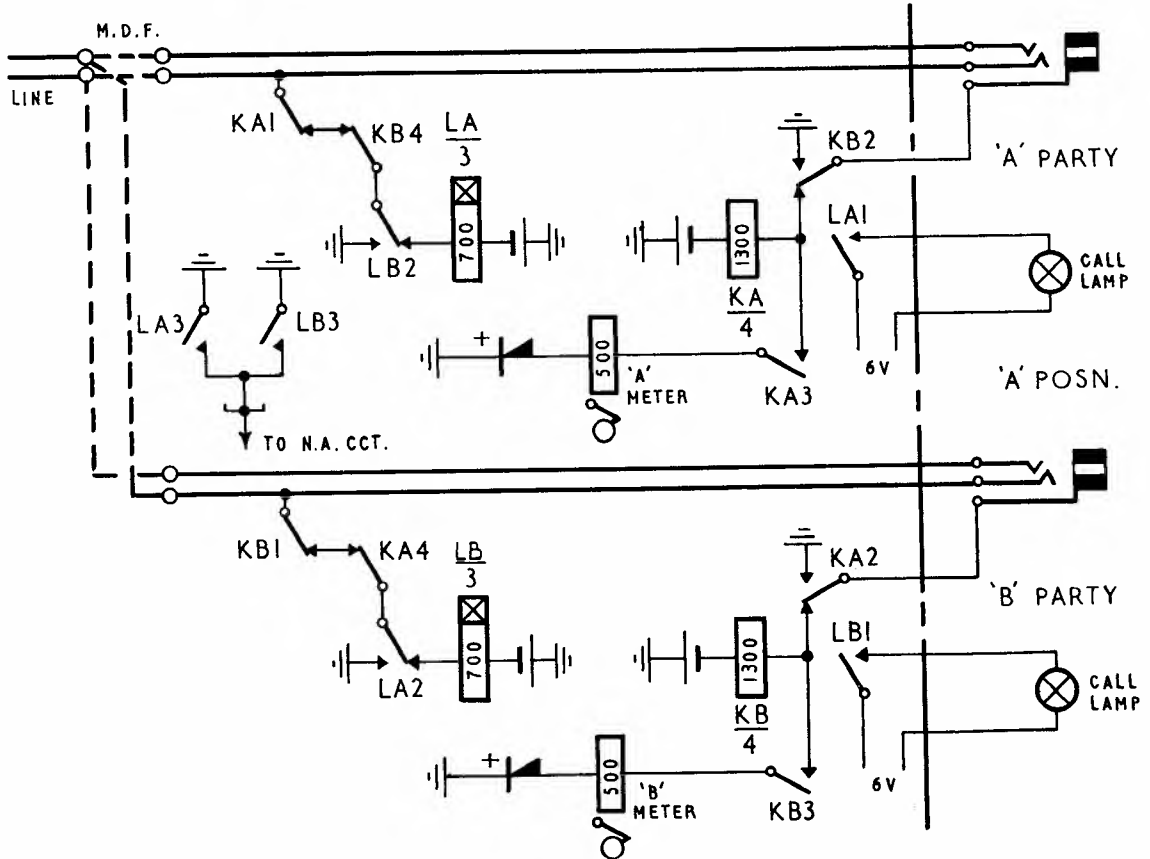 M.D.F.
LINE
KA1
KB4
LA
3
700
LB2
LA3
LB3
TO N.A. CCT.
KB2
'A' PARTY
LA1
1300
KA
4
CALL
LAMP
6V
+
500
'A'
METER
KA3
'A' POSN.
KB1
KA4
LB
3
700
LA2
KA2
'B' PARTY
LB1
1300
KB
4
CALL
LAMP
6V
+
500
'B'
METER
KB3